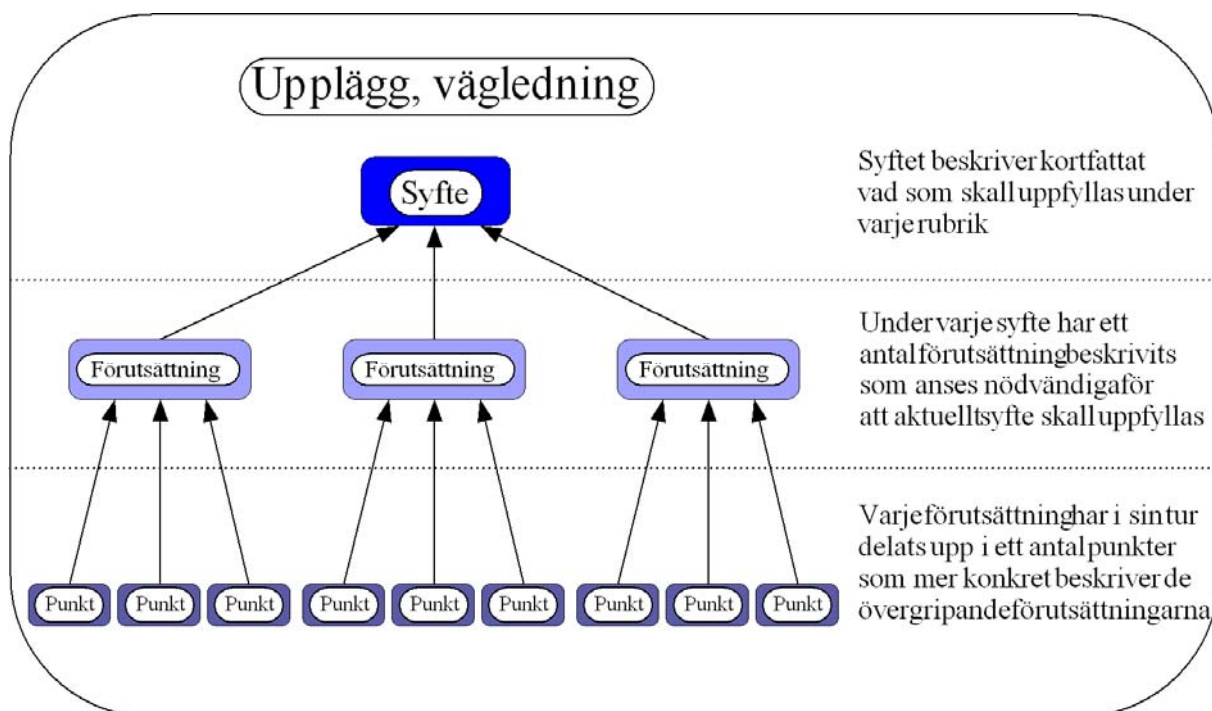 Upplägg, vägledning
Syfte
Syftet beskriver kortfattat
vad som skall uppfyllas under
varje rubrik
Förutsättning
Förutsättning
Förutsättning
Under varje syfte har ett
antal förutsättning beskrivits
som anses nödvändiga för
att aktuellt syfte skall uppfyllas
Punkt
Punkt
Punkt
Punkt
Punkt
Punkt
Punkt
Punkt
Punkt
Varje förutsättning har i sin tur
delats upp i ett antal punkter
som mer konkret beskriver de
övergripande förutsättningarna